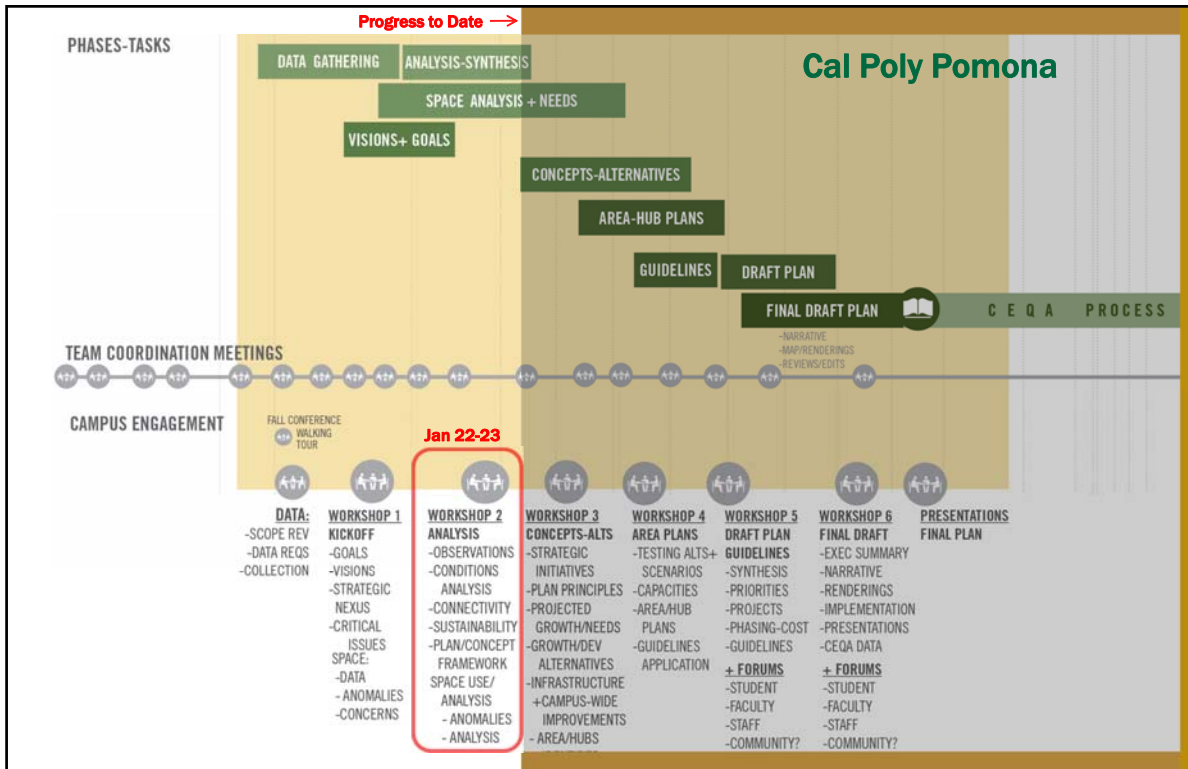 Progress to Date →
PHASES-TASKS
Cal Poly Pomona
DATA GATHERING
ANALYSIS-SYNTHESIS
SPACE ANALYSIS + NEEDS
VISIONS+ GOALS
CONCEPTS-ALTERNATIVES
AREA-HUB PLANS
GUIDELINES
DRAFT PLAN
FINAL DRAFT PLAN
CEQA PROCESS
-NARRATIVE
-MAP/RENDERINGS
-REVIEWS/EDITS
TEAM COORDINATION MEETINGS
CAMPUS ENGAGEMENT
FALL CONFERENCE
WALKING
TOUR
Jan 22-23
DATA:
-SCOPE REV
-DATA REQS
-COLLECTION
WORKSHOP 1
KICKOFF
-GOALS
-VISIONS
-STRATEGIC
NEXUS
-CRITICAL
ISSUES
SPACE:
-DATA
- ANOMALIES
-CONCERNS
WORKSHOP 2
ANALYSIS
-OBSERVATIONS
-CONDITIONS
ANALYSIS
-CONNECTIVITY
-SUSTAINABILITY
-PLAN/CONCEPT
FRAMEWORK
SPACE USE/
ANALYSIS
- ANOMALIES
- ANALYSIS
WORKSHOP 3
CONCEPTS-ALTS
-STRATEGIC
INITIATIVES
-PLAN PRINCIPLES
-PROJECTED
GROWTH/NEEDS
-GROWTH/DEV
ALTERNATIVES
-INFRASTRUCTURE
+CAMPUS-WIDE
IMPROVEMENTS
- AREA/HUBS
WORKSHOP 4
AREA PLANS
-TESTING ALTS+
SCENARIOS
-CAPACITIES
-AREA/HUB
PLANS
-GUIDELINES
APPLICATION
WORKSHOP 5
DRAFT PLAN
GUIDELINES
-SYNTHESIS
-PRIORITIES
-PROJECTS
-PHASING-COST
-GUIDELINES
+ FORUMS
-STUDENT
-FACULTY
-STAFF
-COMMUNITY?
WORKSHOP 6
FINAL DRAFT
-EXEC SUMMARY
-NARRATIVE
-RENDERINGS
-IMPLEMENTATION
-PRESENTATIONS
-CEQA DATA
+ FORUMS
-STUDENT
-FACULTY
-STAFF
-COMMUNITY?
PRESENTATIONS
FINAL PLAN